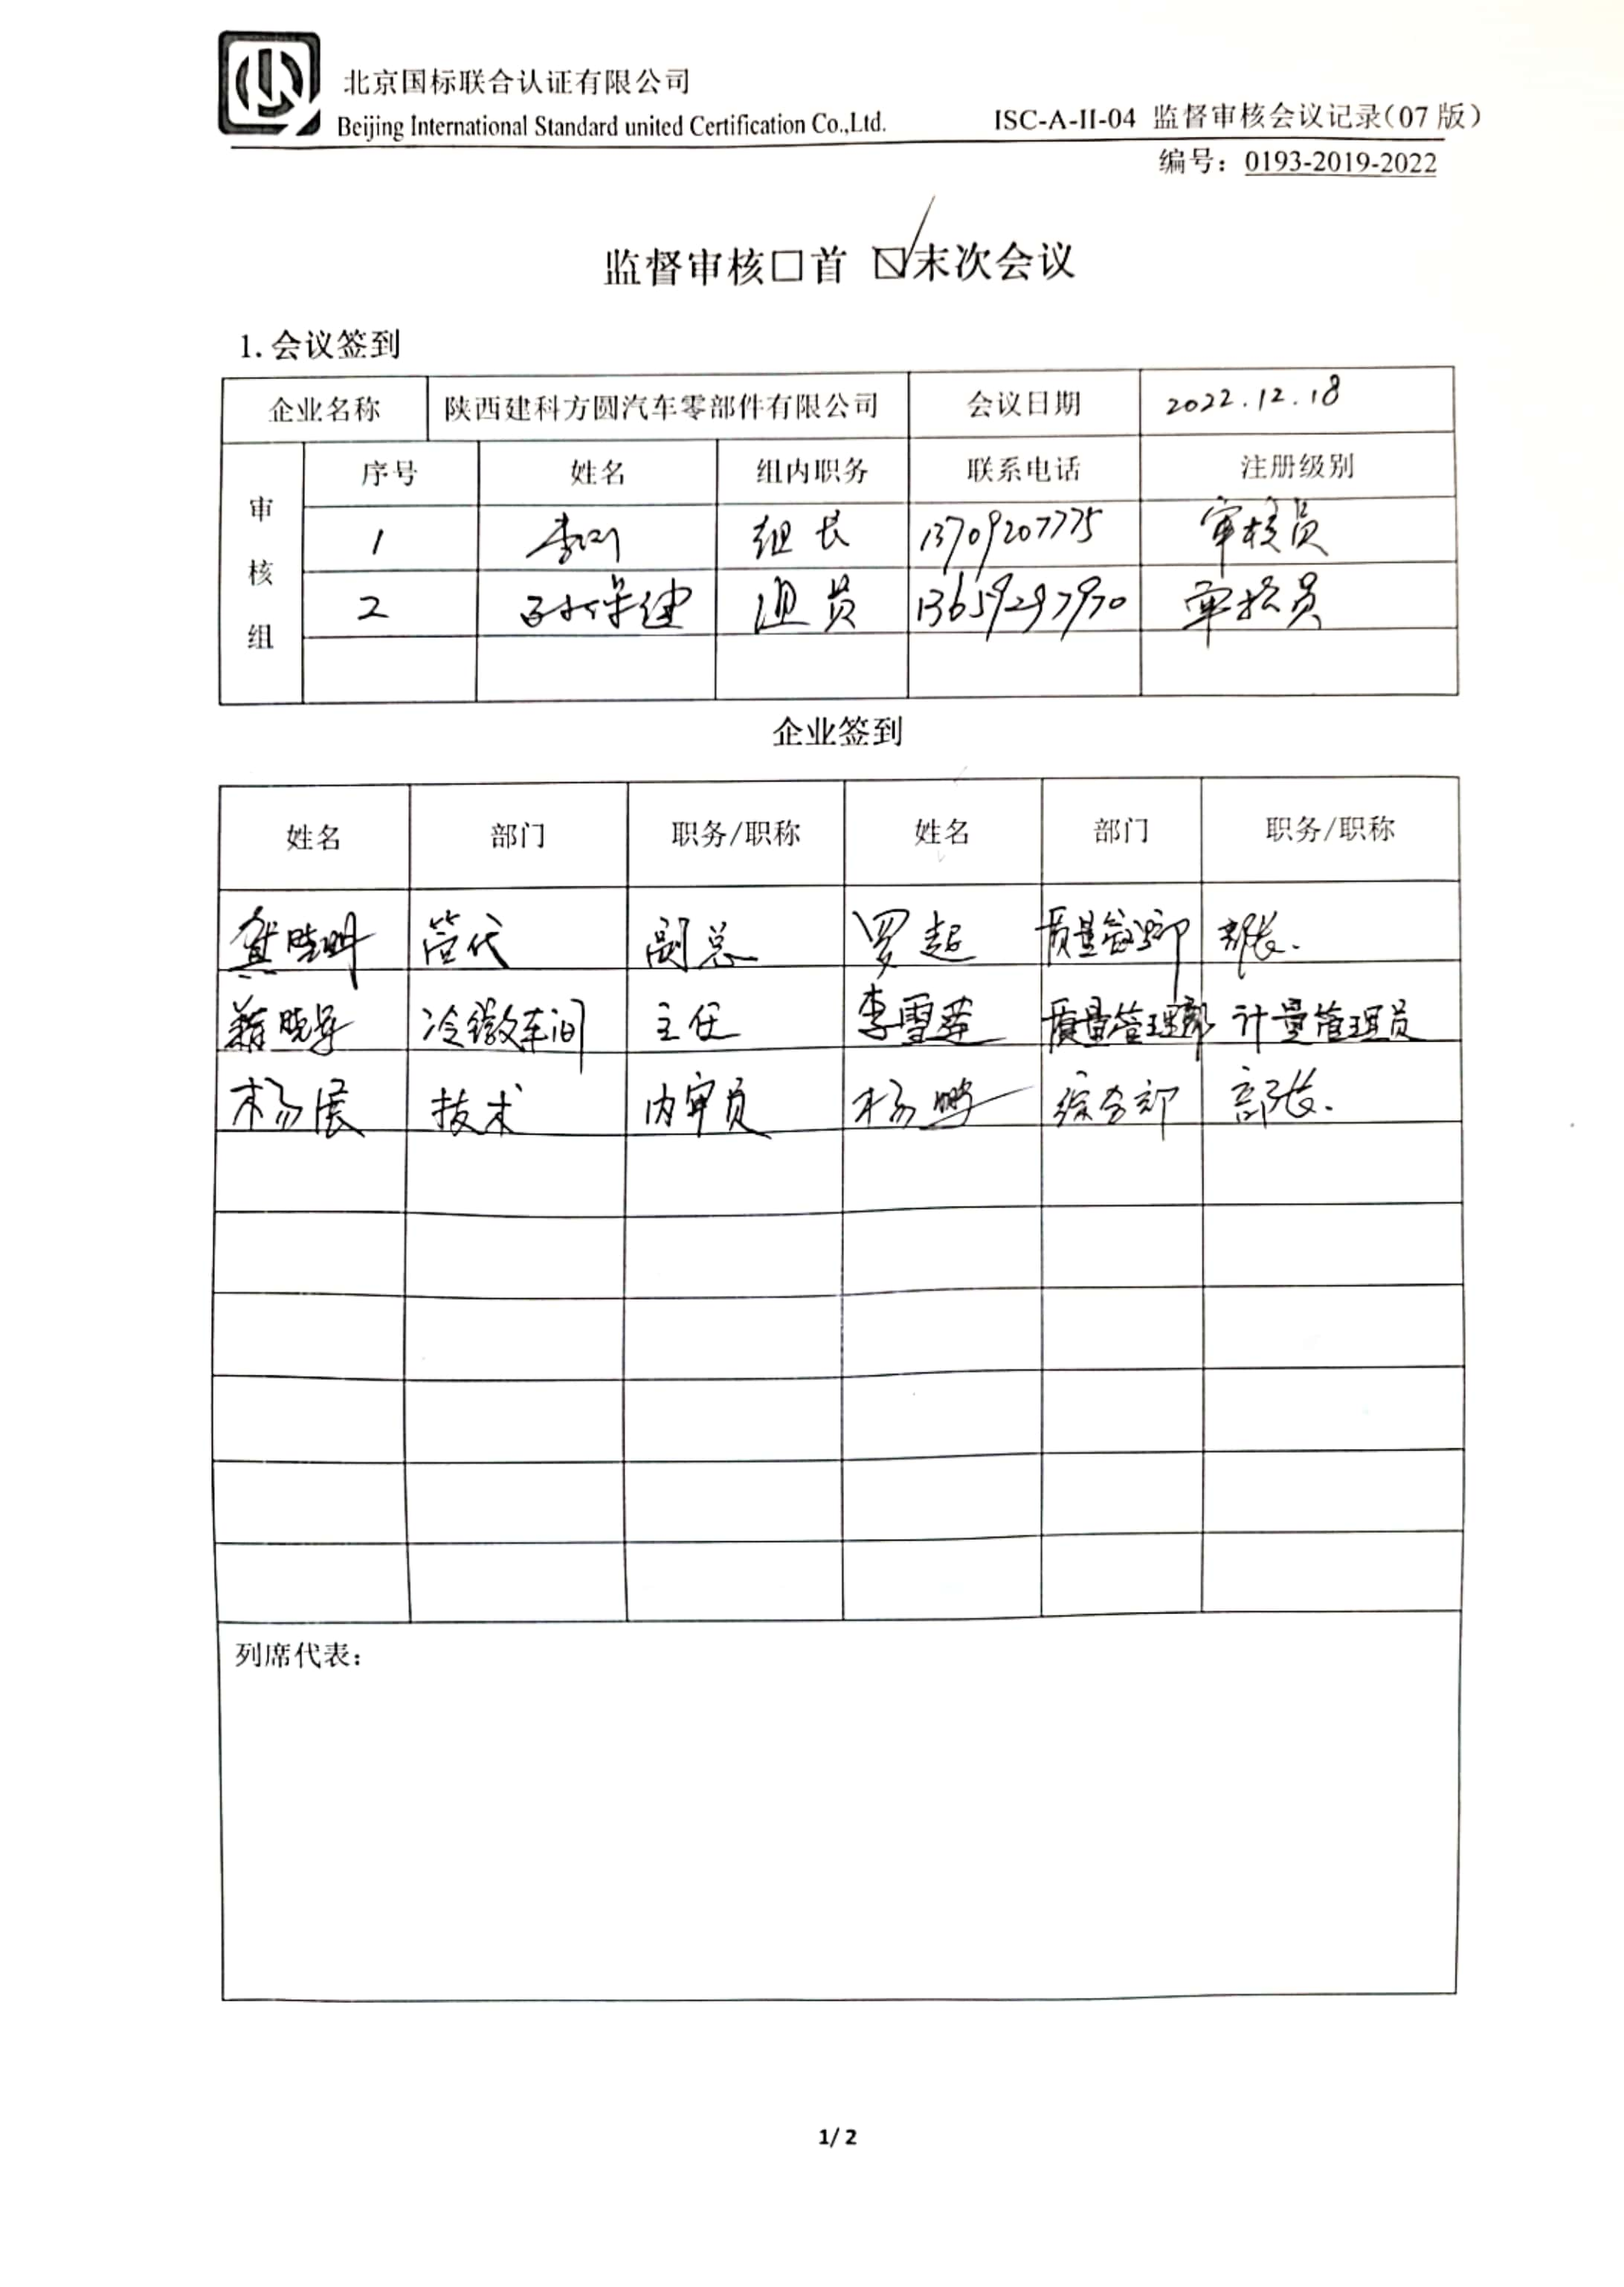 北京国标联合认证有限公司
Beijing International Standard united Certification Co.,Ltd.
ISC-A-II-04 监督审核会议记录(07版)
编号：0193-2019-2022
监督审核□首 ☑末次会议
1.会议签到
企业名称 陕西建科方圆汽车零部件有限公司 会议日期 2022.12.18
审核组 序号 姓名 组内职务 联系电话 注册级别
1 组长 13709207775 审核员
2 组员 13659297970 审核员
企业签到
姓名 部门 职务/职称 姓名 部门 职务/职称
龚晓明 管代 副总 罗超 质量管理部 部长.
冷镦车间 主任 质量管理部 计量管理员
杨展 技术 内审员 杨鹏 综合部 部长.
列席代表：
1/ 2